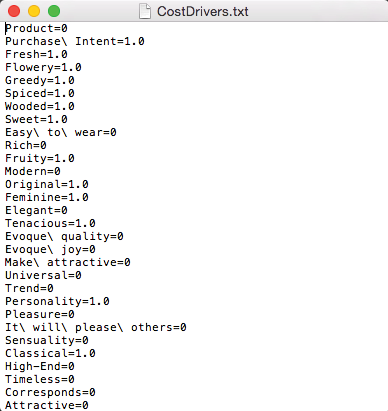 CostDrivers.txt
Product=0
Purchase\ Intent=1.0
Fresh=1.0
Flowery=1.0
Greedy=1.0
Spiced=1.0
Wooded=1.0
Sweet=1.0
Easy\ to\ wear=0
Rich=0
Fruity=1.0
Modern=0
Original=1.0
Feminine=1.0
Elegant=0
Tenacious=1.0
Evoque\ quality=0
Evoque\ joy=0
Make\ attractive=0
Universal=0
Trend=0
Personality=1.0
Pleasure=0
It\ will\ please\ others=0
Sensuality=0
Classical=1.0
High-End=0
Timeless=0
Corresponds=0
Attractive=0